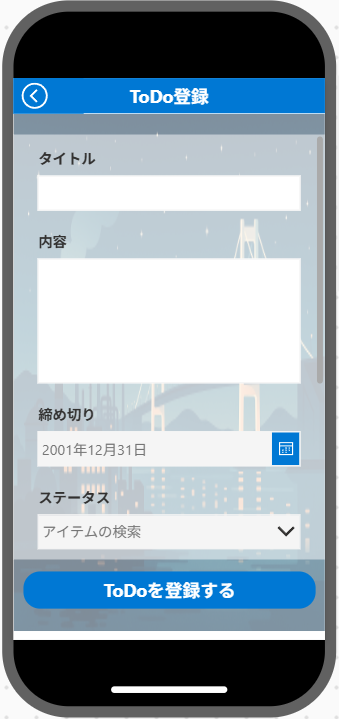 ToDo登録
タイトル
内容
締め切り
2001年12月31日
ステータス
アイテムの検索
ToDoを登録する